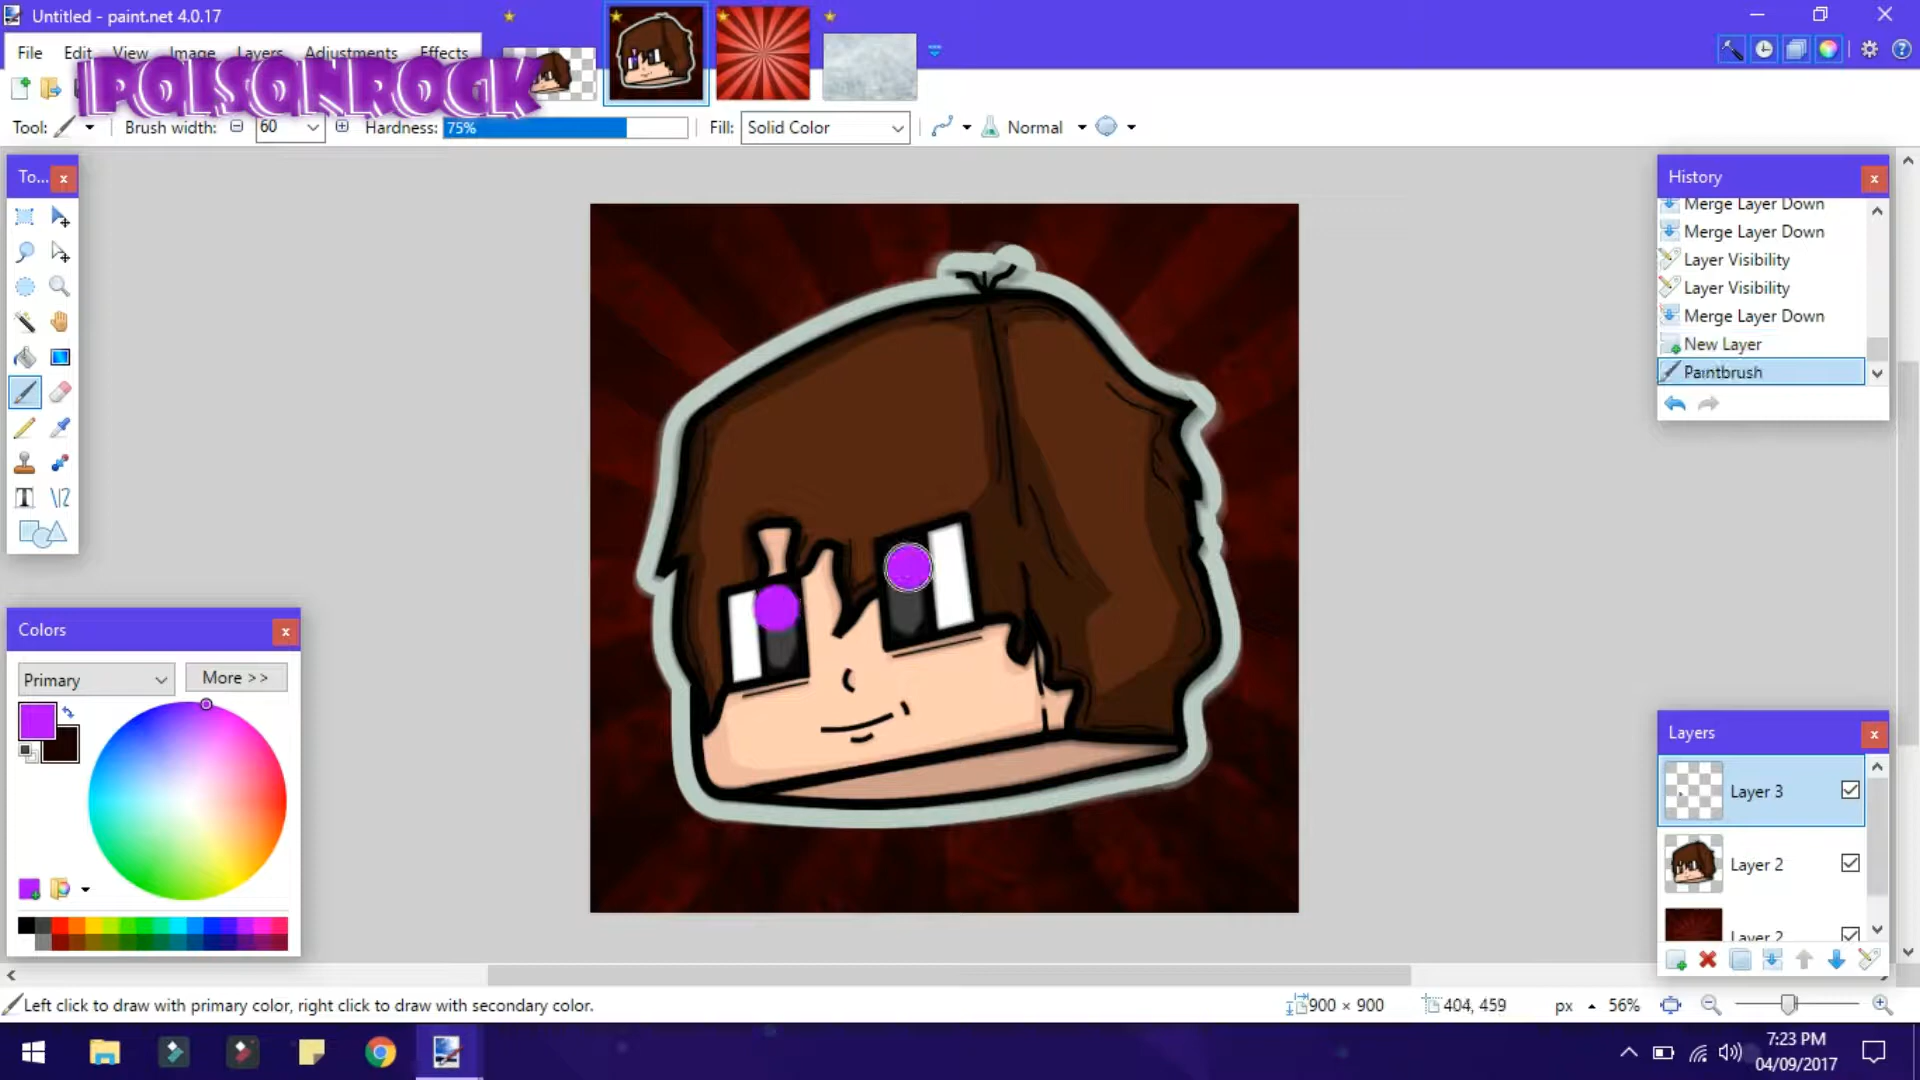 Untitled - paint.net 4.0.17
File Edit View Image Layers Adjustments Effects
IPOISONROCK
Tool: Brush width: 60 Hardness: 75% Fill: Solid Color Normal
To...
History
Merge Layer Down
Merge Layer Down
Layer Visibility
Layer Visibility
Merge Layer Down
New Layer
Paintbrush
Colors
Primary More >>
Layers
Layer 3
Layer 2
Layer 2
Left click to draw with primary color, right click to draw with secondary color.
900 × 900 404, 459 px 56%
7:23 PM
04/09/2017